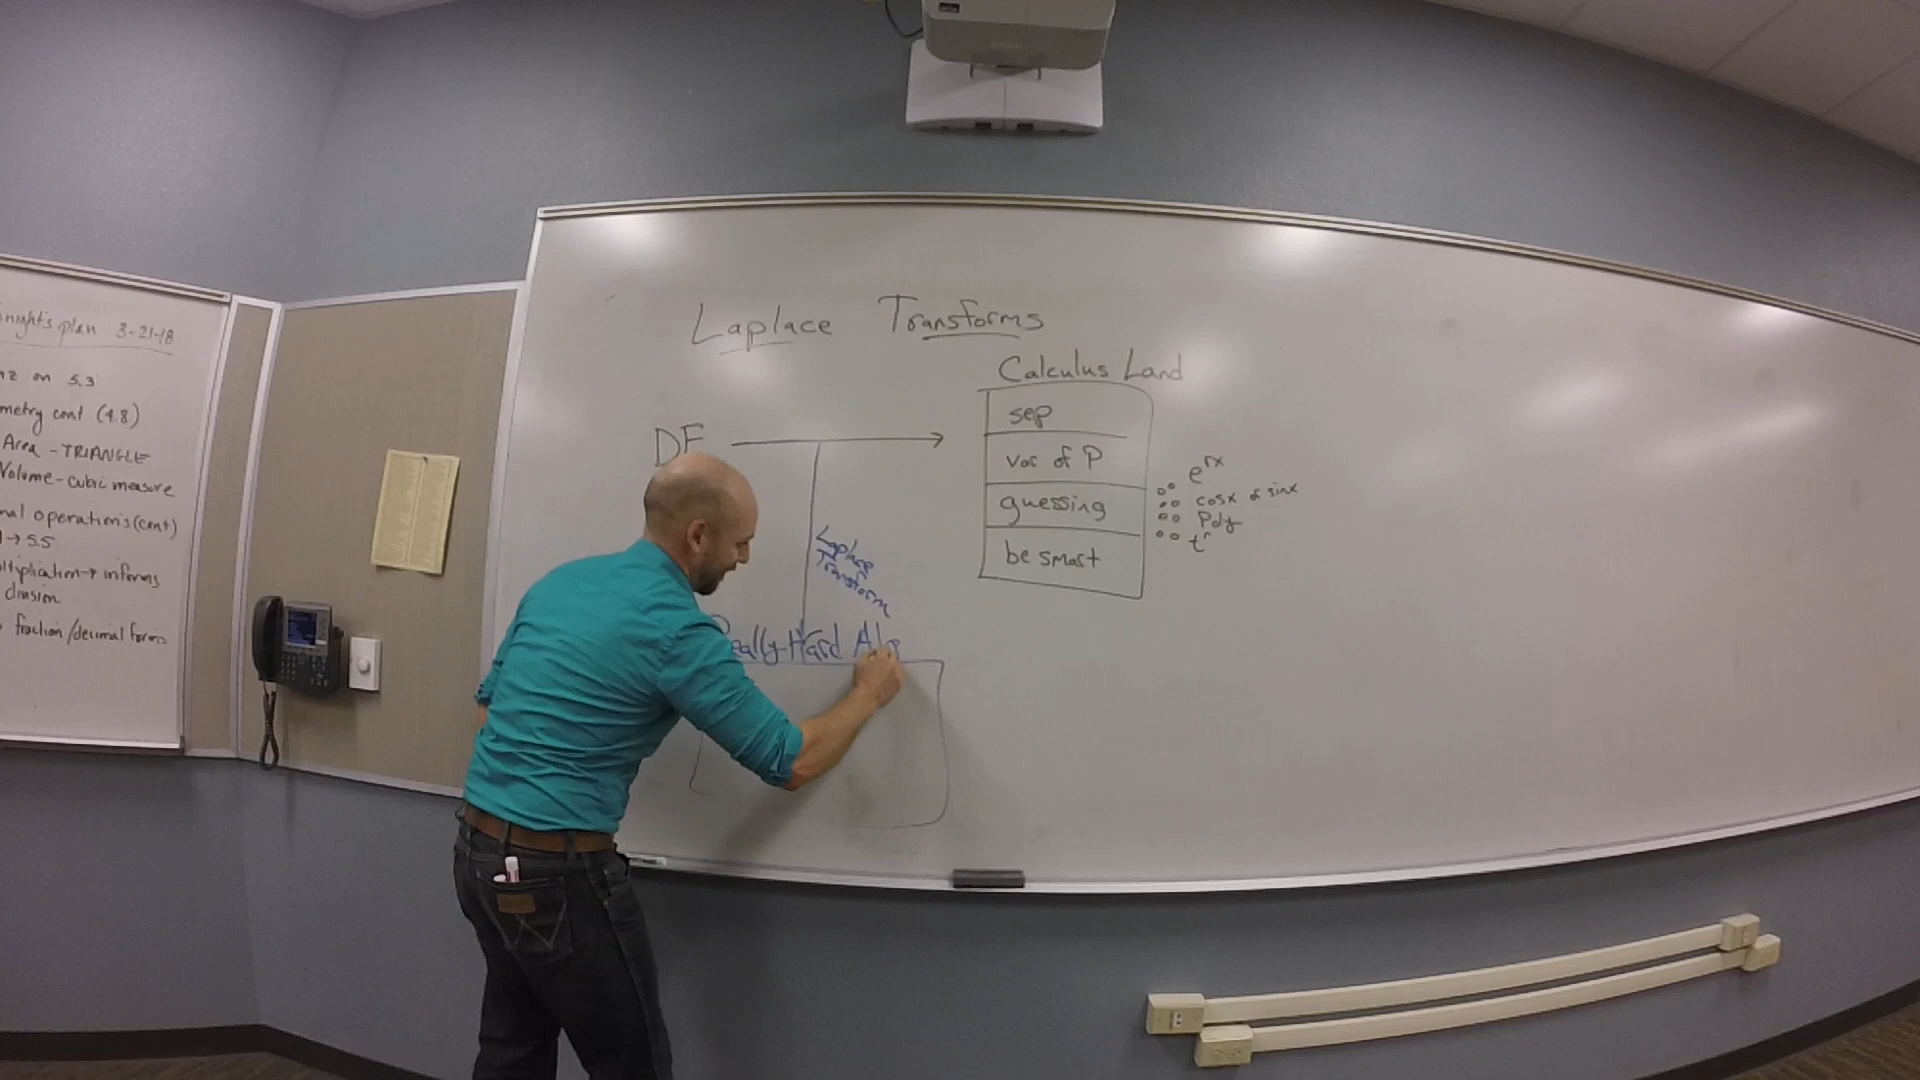 night's plan 3-21-18
on 5.3
metry cont (4.8)
Area - TRIANGLE
Volume - cubic measure
nal operations (cont)
→ 5.5
ltiplication → informs
division
fraction/decimal forms
Laplace Transforms
Calculus Land
DE
sep
var of P
guessing
be smart
e^rx
cosx & sinx
Poly
t^n
Laplace
Transform
Really Hard Alg